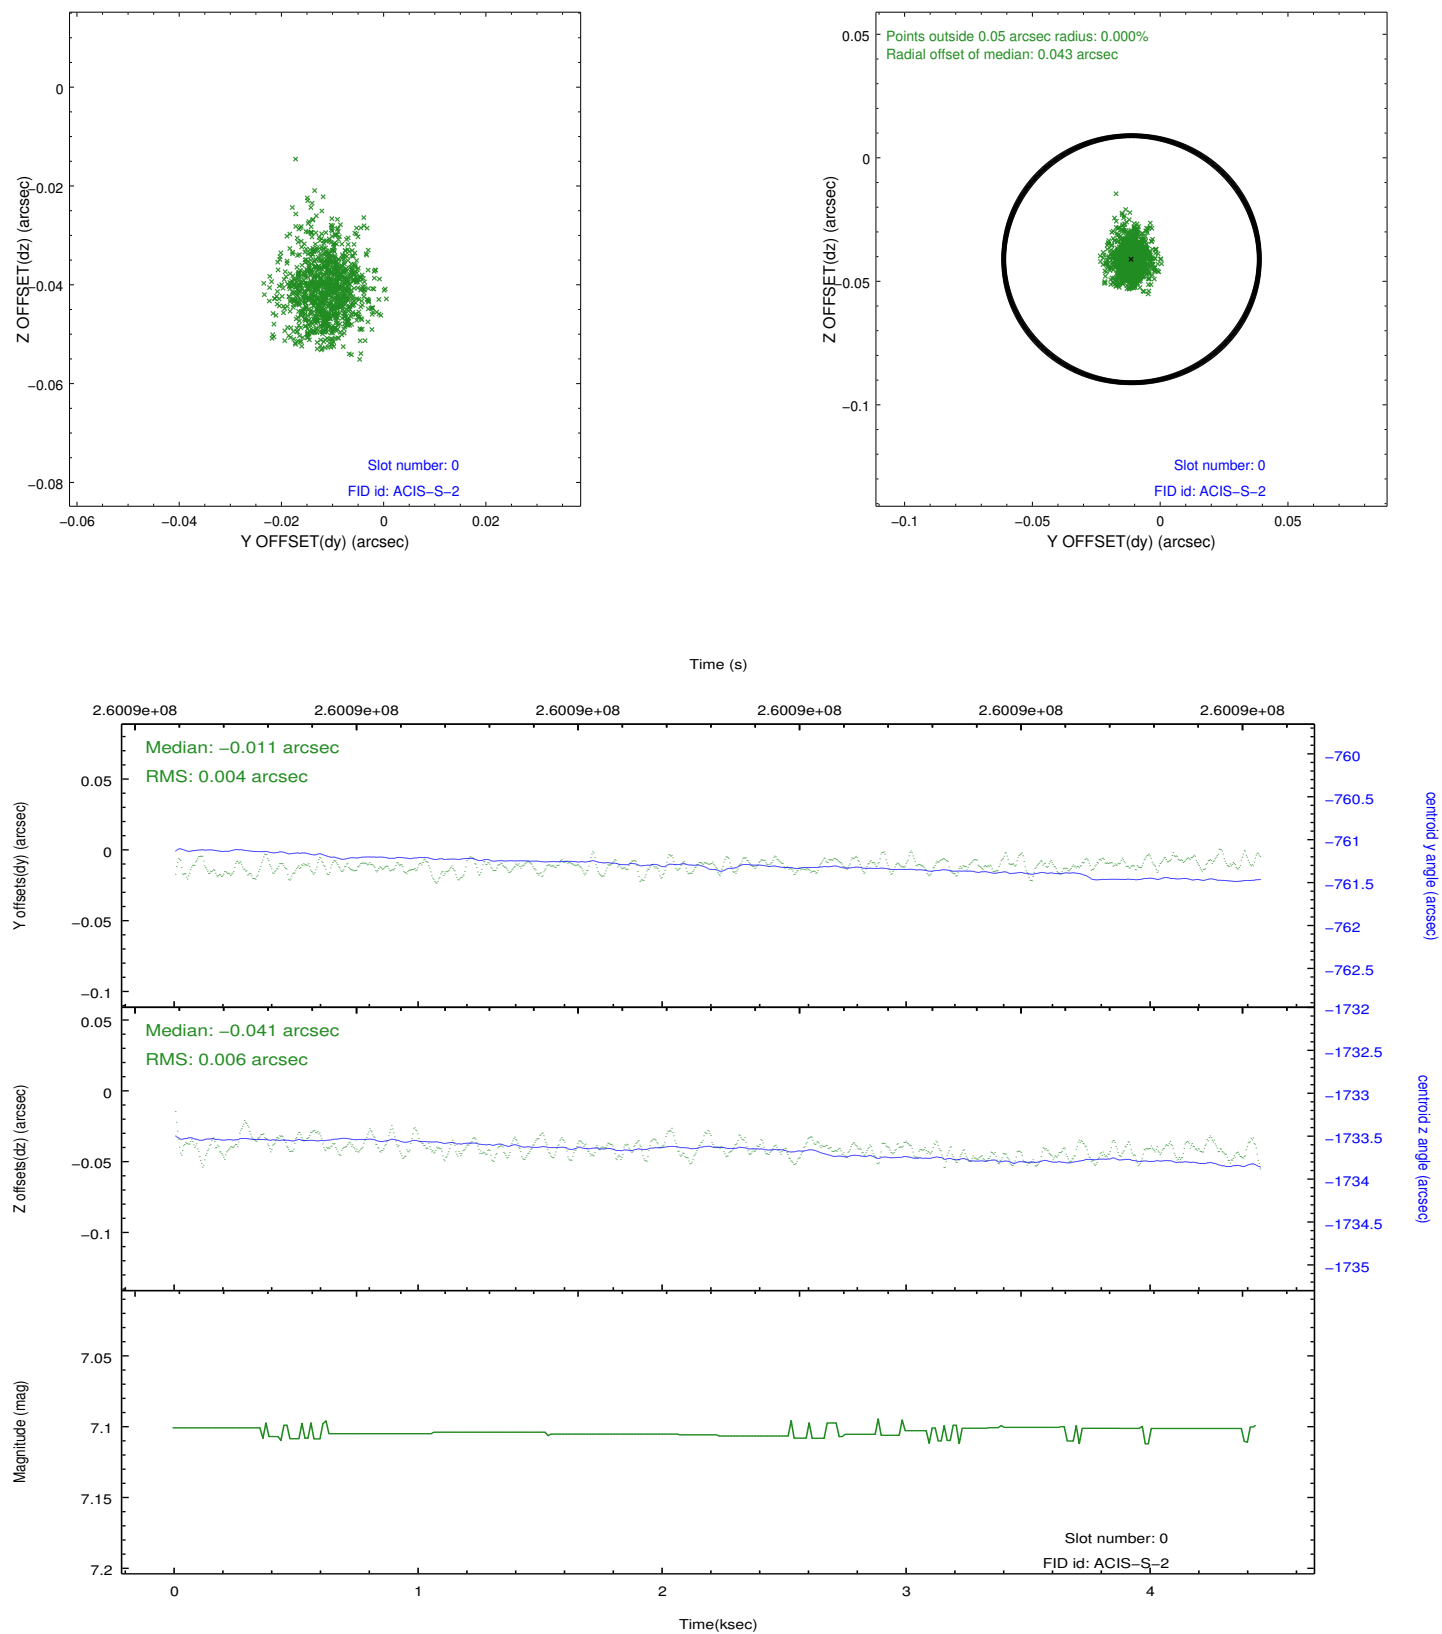 0
−0.02
−0.04
−0.06
−0.08
Z OFFSET(dz) (arcsec)
Slot number: 0
FID id: ACIS−S−2
−0.06
−0.04
−0.02
0
0.02
Y OFFSET(dy) (arcsec)
Points outside 0.05 arcsec radius: 0.000%
Radial offset of median: 0.043 arcsec
0.05
0
−0.05
−0.1
Z OFFSET(dz) (arcsec)
Slot number: 0
FID id: ACIS−S−2
−0.1
−0.05
0
0.05
Y OFFSET(dy) (arcsec)
Time (s)
2.6009e+08
2.6009e+08
2.6009e+08
2.6009e+08
2.6009e+08
2.6009e+08
Median: −0.011 arcsec
RMS: 0.004 arcsec
0.05
0
−0.05
−0.1
Y offsets(dy) (arcsec)
−760
−760.5
−761
−761.5
−762
−762.5
centroid y angle (arcsec)
Median: −0.041 arcsec
RMS: 0.006 arcsec
0.05
0
−0.05
−0.1
Z offsets(dz) (arcsec)
−1732
−1732.5
−1733
−1733.5
−1734
−1734.5
−1735
centroid z angle (arcsec)
7.05
7.1
7.15
7.2
Magnitude (mag)
Slot number: 0
FID id: ACIS−S−2
0
1
2
3
4
Time(ksec)